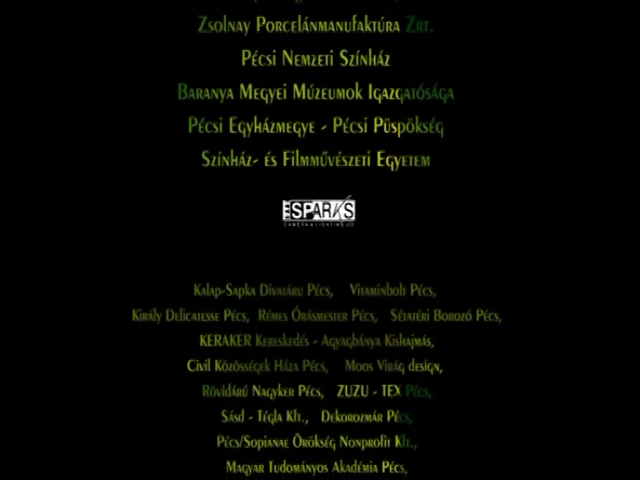 Zsolnay Porcelánmanufaktúra Zrt.
Pécsi Nemzeti Színház
Baranya Megyei Múzeumok Igazgatósága
Pécsi Egyházmegye - Pécsi Püspökség
Színház- és Filmművészeti Egyetem
SPARKS
CAMERA & LIGHTING LTD
Kalap-Sapka Divatáru Pécs, Vitaminbolt Pécs,
Király Delicatesse Pécs, Rémes Órásmester Pécs, Sétatéri Borozó Pécs,
KERAKER Kereskedés - Agyagbánya Kishajmás,
Civil Közösségek Háza Pécs, Moos Virág design,
Rövidárú Nagyker Pécs, ZUZU - TEX Pécs,
Sásd - Tégla Kft., Dekorozmár Pécs,
Pécs/Sopianae Örökség Nonprofit Kft.,
Magyar Tudományos Akadémia Pécs,